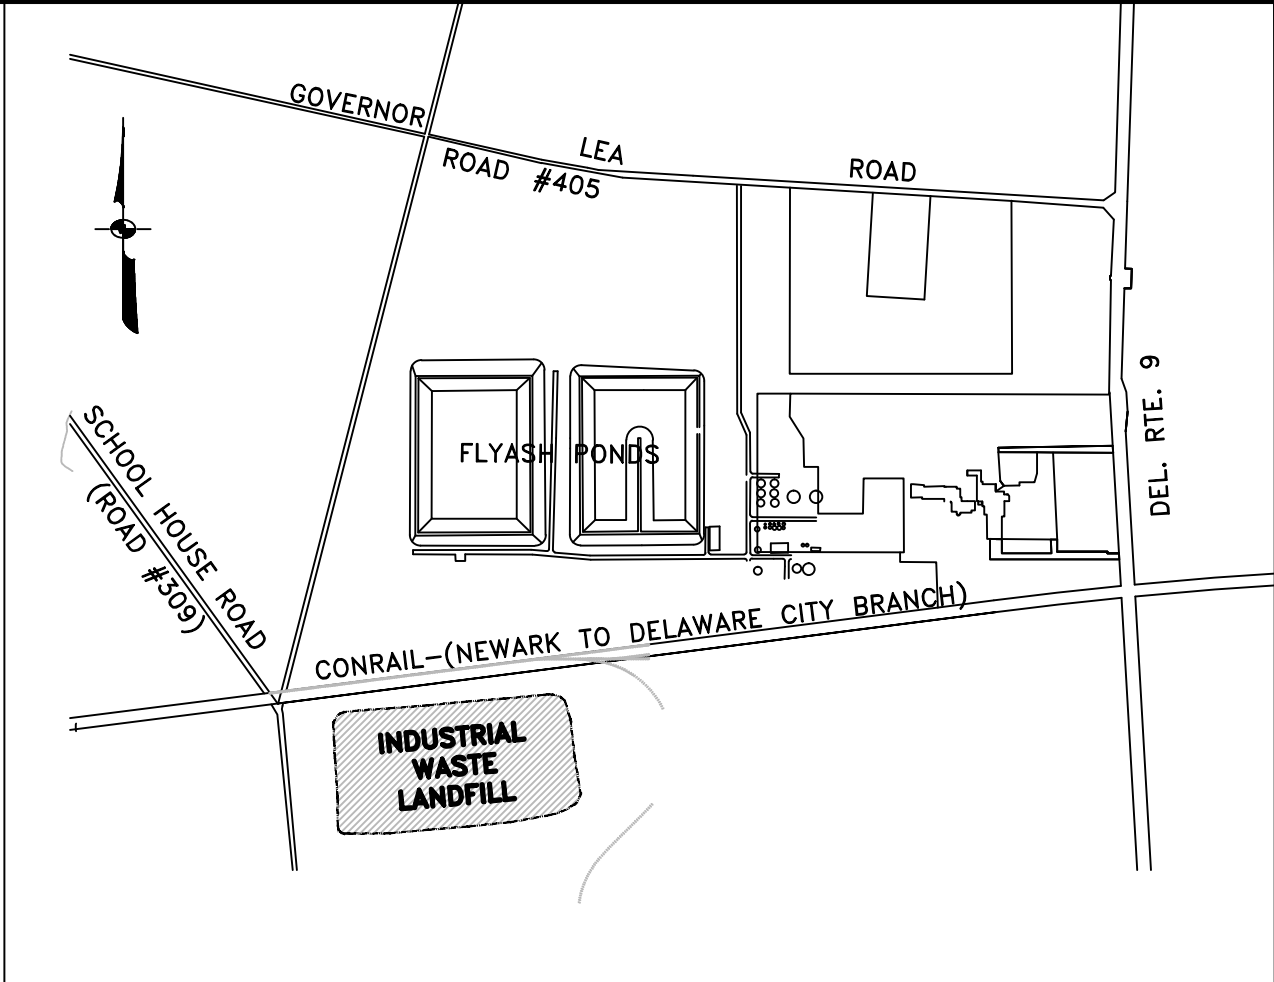 GOVERNOR LEA ROAD
ROAD #405
DEL. RTE. 9
SCHOOL HOUSE ROAD
(ROAD #309)
FLYASH PONDS
CONRAIL-(NEWARK TO DELAWARE CITY BRANCH)
INDUSTRIAL
WASTE
LANDFILL